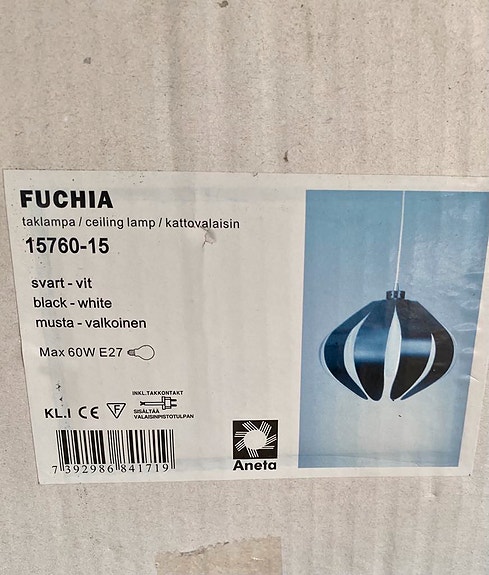 FUCHIA
taklampa / ceiling lamp / kattovalaisin
15760-15
svart - vit
black - white
musta - valkoinen
Max 60W E27
KL.I CE F
INKL.TAKKONTAKT
SISÄLTÄÄ
VALAISINPISTOTULPAN
7 392986 841719
Aneta